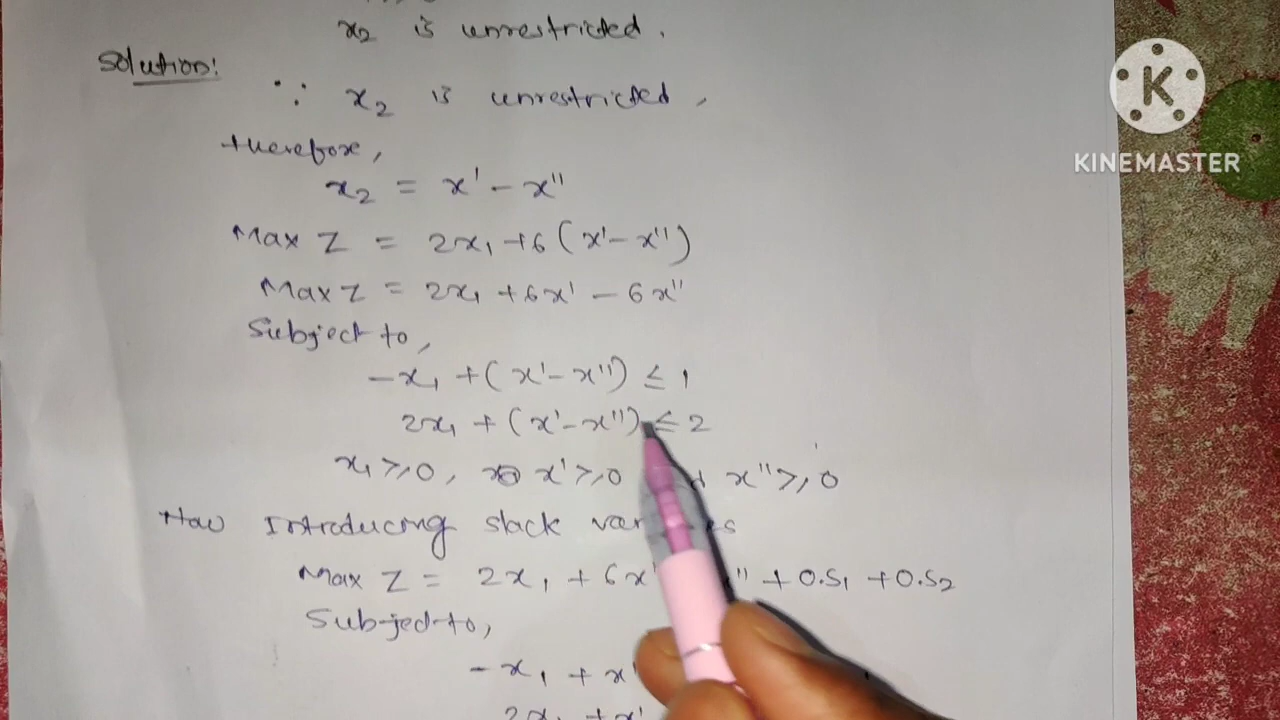 x₂ is unrestricted.
Solution:
∵ x₂ is unrestricted,
therefore,
x₂ = x' - x''
Max Z = 2x₁ + 6(x' - x'')
Max Z = 2x₁ + 6x' - 6x''
Subject to,
-x₁ + (x' - x'') ≤ 1
2x₁ + (x' - x'') ≤ 2
x₁ ≥ 0, x' ≥ 0 x'' ≥ 0
Now Introducing slack
Max Z = 2x₁ + 6x' '' + 0.S₁ + 0.S₂
Subject to,
-x₁ + x'
2x₁ + x'
K
KINEMASTER